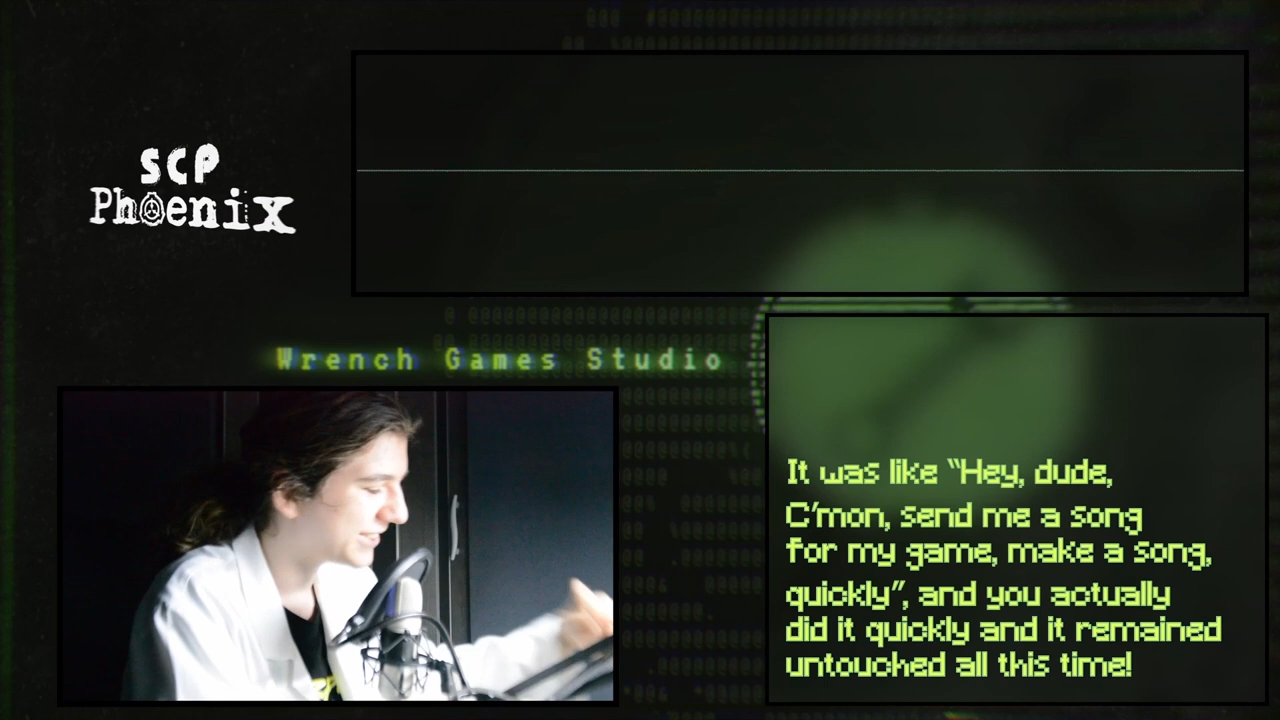 SCP
Phoenix
Wrench Games Studio
It was like “Hey, dude,
C’mon, send me a song
for my game, make a song,
quickly”, and you actually
did it quickly and it remained
untouched all this time!